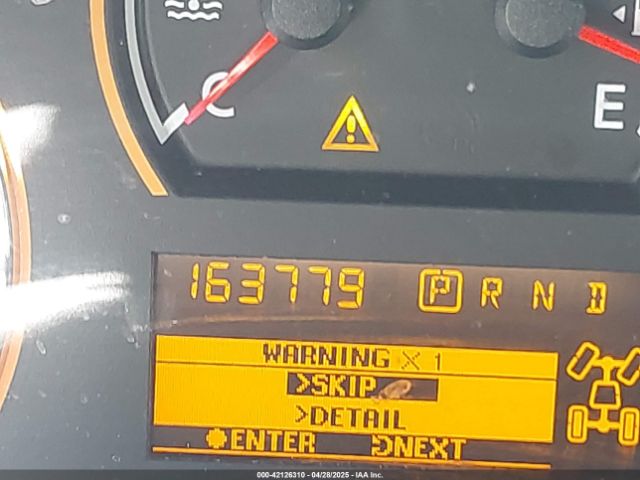 C
E
163779 P R N D
WARNING × 1
>SKIP
>DETAIL
ENTER NEXT
000-42126310 / 04/28/2025 - IAA Inc.